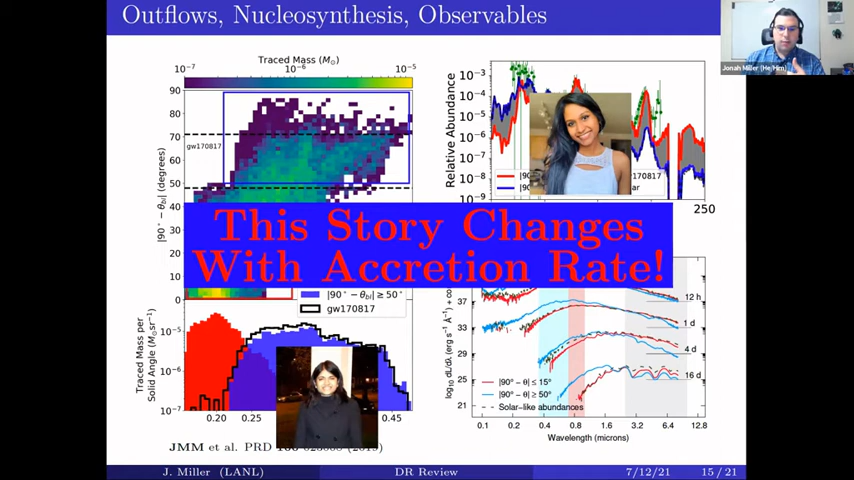 Outflows, Nucleosynthesis, Observables
Jonah Miller (He/Him)
Traced Mass (M⊙)
10⁻⁷
10⁻⁶
10⁻⁵
90
80
70
60
50
40
30
20
10
0
|90° − θbl| (degrees)
gw170817
|90° − θbl| ≥ 50°
gw170817
Traced Mass per
Solid Angle (M⊙sr⁻¹)
10⁻⁵
10⁻⁷
0.20
0.25
0.45
JMM et al. PRD
Relative Abundance
10⁻³
10⁻⁴
10⁻⁵
10⁻⁶
10⁻⁷
10⁻⁸
10⁻⁹
250
This Story Changes
With Accretion Rate!
37
33
29
25
21
12 h
1 d
4 d
16 d
|90° − θ| ≤ 15°
|90° − θ| ≥ 50°
Solar-like abundances
0.1
0.2
0.4
0.8
1.6
3.2
6.4
12.8
Wavelength (microns)
J. Miller (LANL)
DR Review
7/12/21
15 / 21